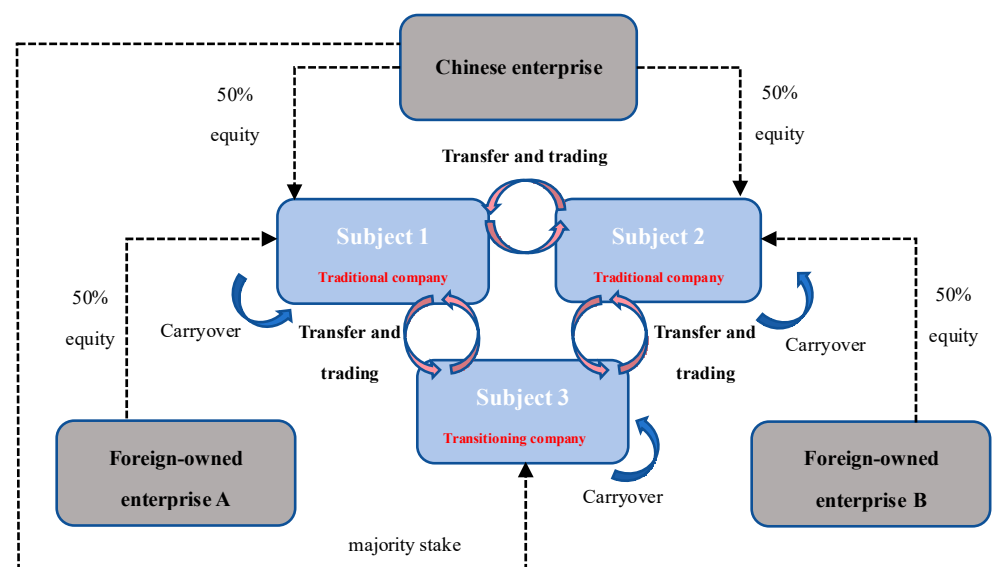 Chinese enterprise
50%
equity
50%
equity
Transfer and trading
Subject 1
Traditional company
Subject 2
Traditional company
50%
equity
Carryover
Transfer and
trading
Transfer and
trading
Carryover
50%
equity
Subject 3
Transitioning company
Carryover
Foreign-owned
enterprise A
Foreign-owned
enterprise B
majority stake